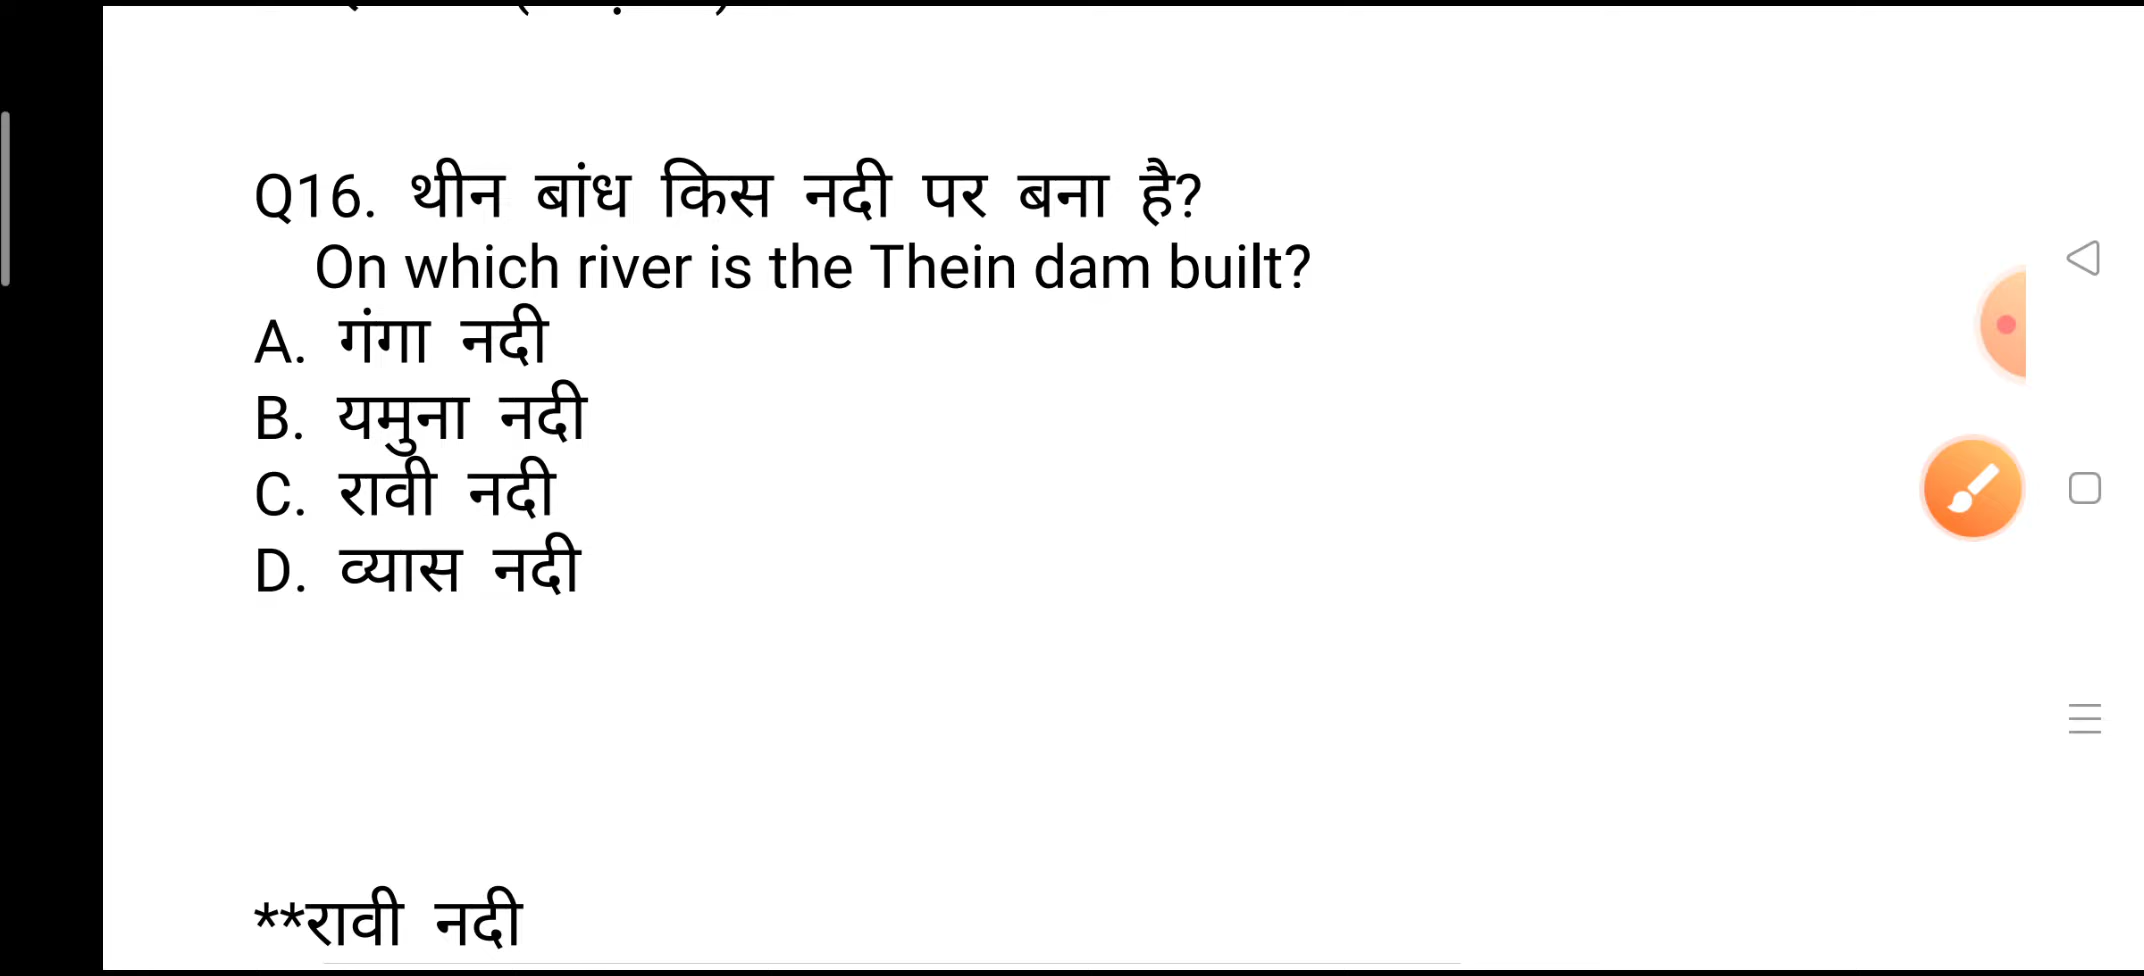 Q16. थीन बांध किस नदी पर बना है?
On which river is the Thein dam built?
A. गंगा नदी
B. यमुना नदी
C. रावी नदी
D. व्यास नदी
**रावी नदी